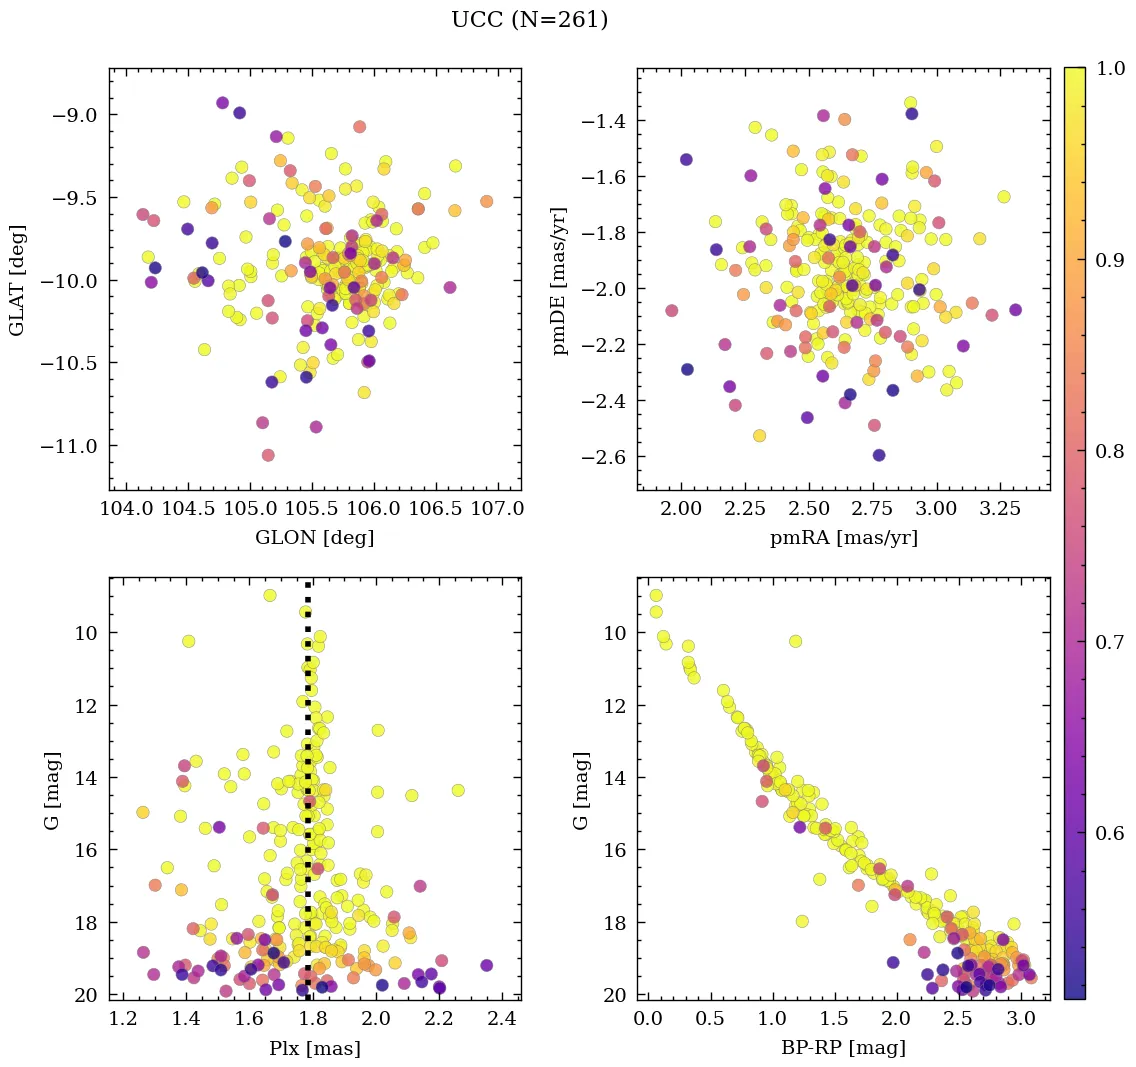 UCC (N=261)
−9.0
−9.5
−10.0
−10.5
−11.0
GLAT [deg]
104.0 104.5 105.0 105.5 106.0 106.5 107.0
GLON [deg]
−1.4
−1.6
−1.8
−2.0
−2.2
−2.4
−2.6
pmDE [mas/yr]
2.00 2.25 2.50 2.75 3.00 3.25
pmRA [mas/yr]
1.0
0.9
0.8
0.7
0.6
10
12
14
16
18
20
G [mag]
1.2 1.4 1.6 1.8 2.0 2.2 2.4
Plx [mas]
10
12
14
16
18
20
G [mag]
0.0 0.5 1.0 1.5 2.0 2.5 3.0
BP-RP [mag]